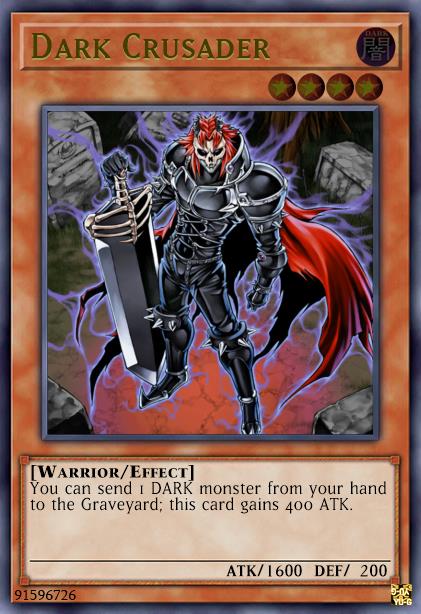 DARK CRUSADER
DARK
闇
[WARRIOR/EFFECT]
You can send 1 DARK monster from your hand
to the Graveyard; this card gains 400 ATK.
ATK/1600 DEF/ 200
91596726